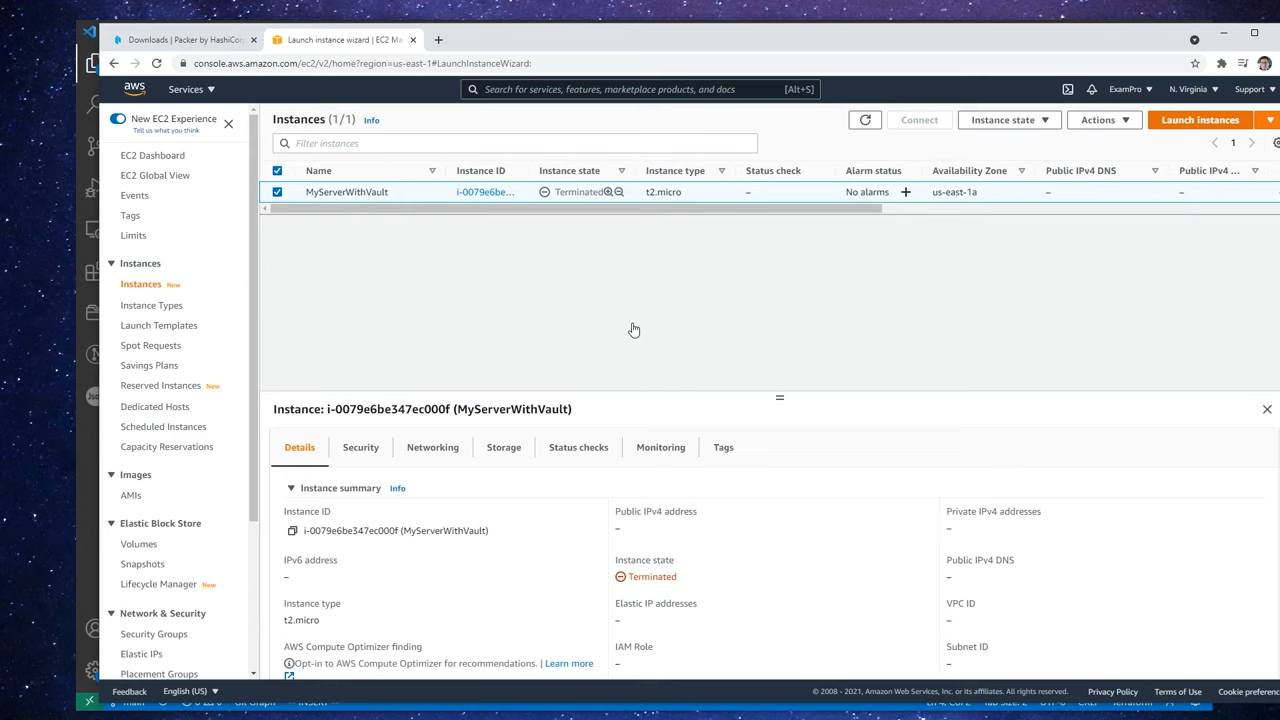 Downloads | Packer by HashiCor
Launch instance wizard | EC2 Ma
console.aws.amazon.com/ec2/v2/home?region=us-east-1#LaunchInstanceWizard:
aws
Services
Search for services, features, marketplace products, and docs
[Alt+S]
ExamPro
N. Virginia
Support
New EC2 Experience
Tell us what you think
EC2 Dashboard
EC2 Global View
Events
Tags
Limits
Instances
Instances New
Instance Types
Launch Templates
Spot Requests
Savings Plans
Reserved Instances New
Dedicated Hosts
Scheduled Instances
Capacity Reservations
Images
AMIs
Elastic Block Store
Volumes
Snapshots
Lifecycle Manager New
Network & Security
Security Groups
Elastic IPs
Placement Groups
Instances (1/1) Info
Connect
Instance state
Actions
Launch instances
Filter instances
1
Name
Instance ID
Instance state
Instance type
Status check
Alarm status
Availability Zone
Public IPv4 DNS
Public IPv4 ...
MyServerWithVault
i-0079e6be...
Terminated
t2.micro
–
No alarms +
us-east-1a
–
–
Instance: i-0079e6be347ec000f (MyServerWithVault)
Details
Security
Networking
Storage
Status checks
Monitoring
Tags
Instance summary Info
Instance ID
i-0079e6be347ec000f (MyServerWithVault)
Public IPv4 address
–
Private IPv4 addresses
–
IPv6 address
–
Instance state
Terminated
Public IPv4 DNS
–
Instance type
t2.micro
Elastic IP addresses
–
VPC ID
–
AWS Compute Optimizer finding
Opt-in to AWS Compute Optimizer for recommendations. | Learn more
IAM Role
–
Subnet ID
–
Feedback
English (US)
© 2008 - 2021, Amazon Web Services, Inc. or its affiliates. All rights reserved.
Privacy Policy
Terms of Use
Cookie preferenc